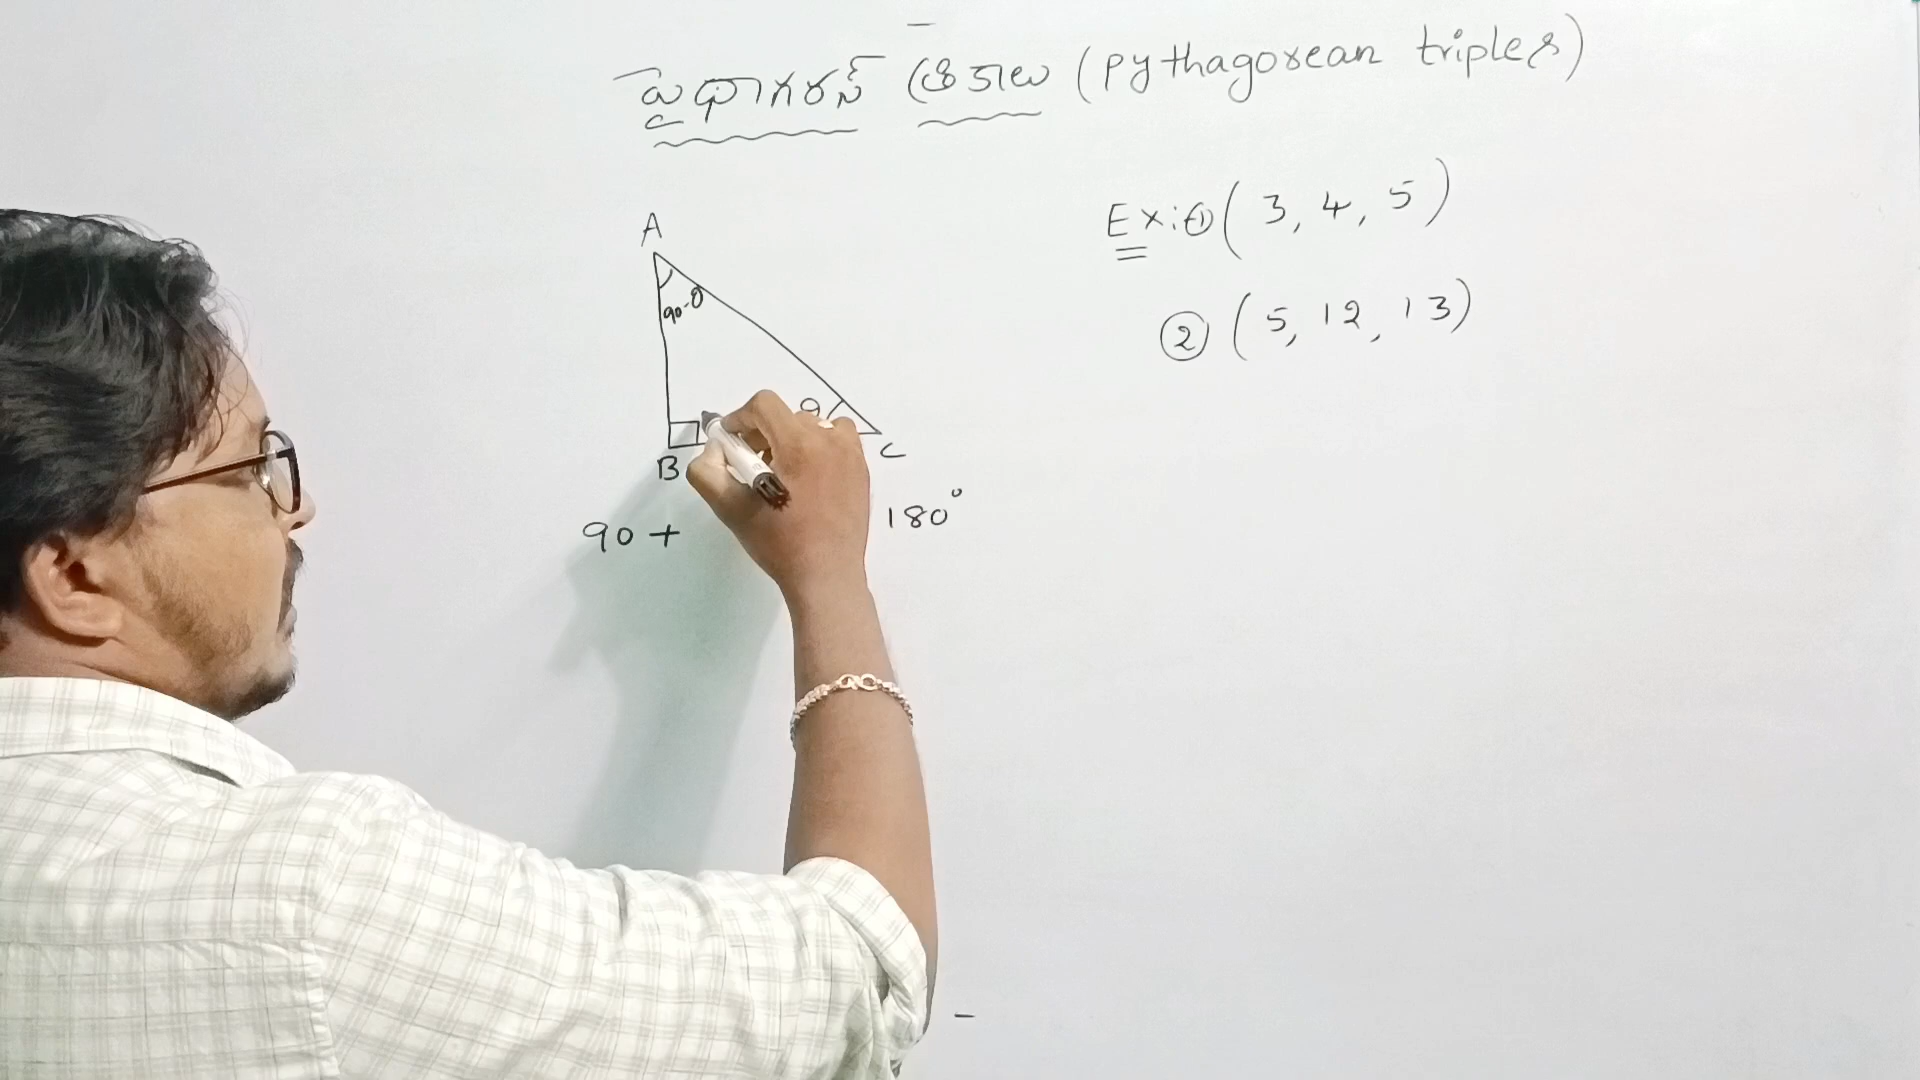 పైథాగరస్ త్రికాలు (pythagorean triples)
Ex:① ( 3, 4, 5 )
② ( 5, 12, 13 )
A
90-θ
θ
B
C
90 + 180°